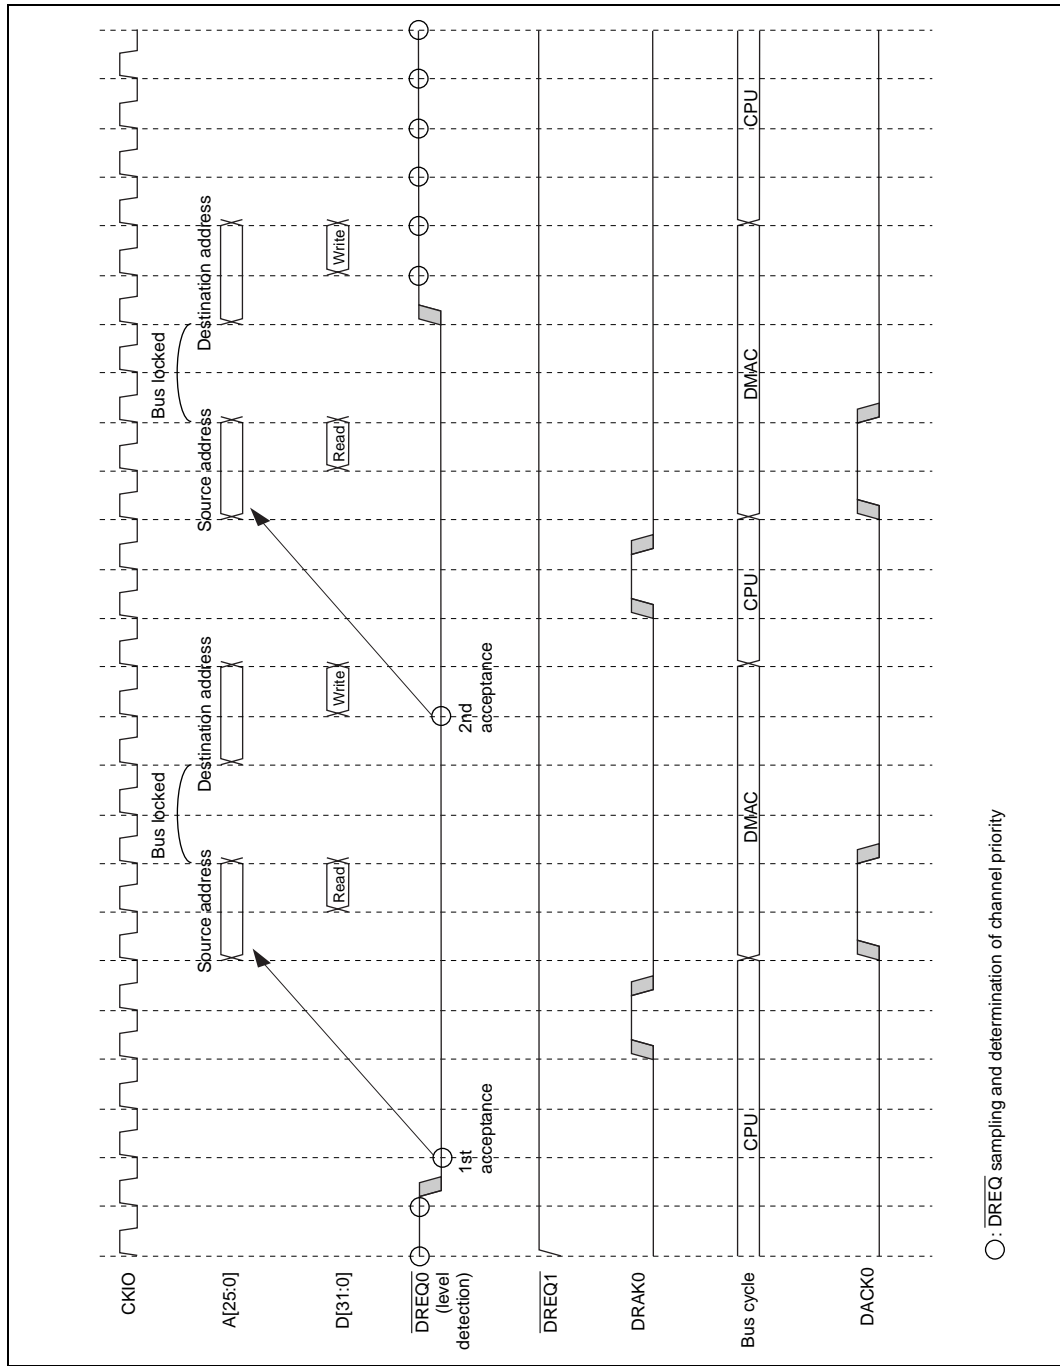 CKIO
A[25:0]
Source address
Bus locked
Destination address
Source address
Bus locked
Destination address
D[31:0]
Read
Write
Read
Write
DREQ0
(level
detection)
1st
acceptance
2nd
acceptance
DREQ1
DRAK0
Bus cycle
CPU
DMAC
CPU
DMAC
CPU
DACK0
: DREQ sampling and determination of channel priority